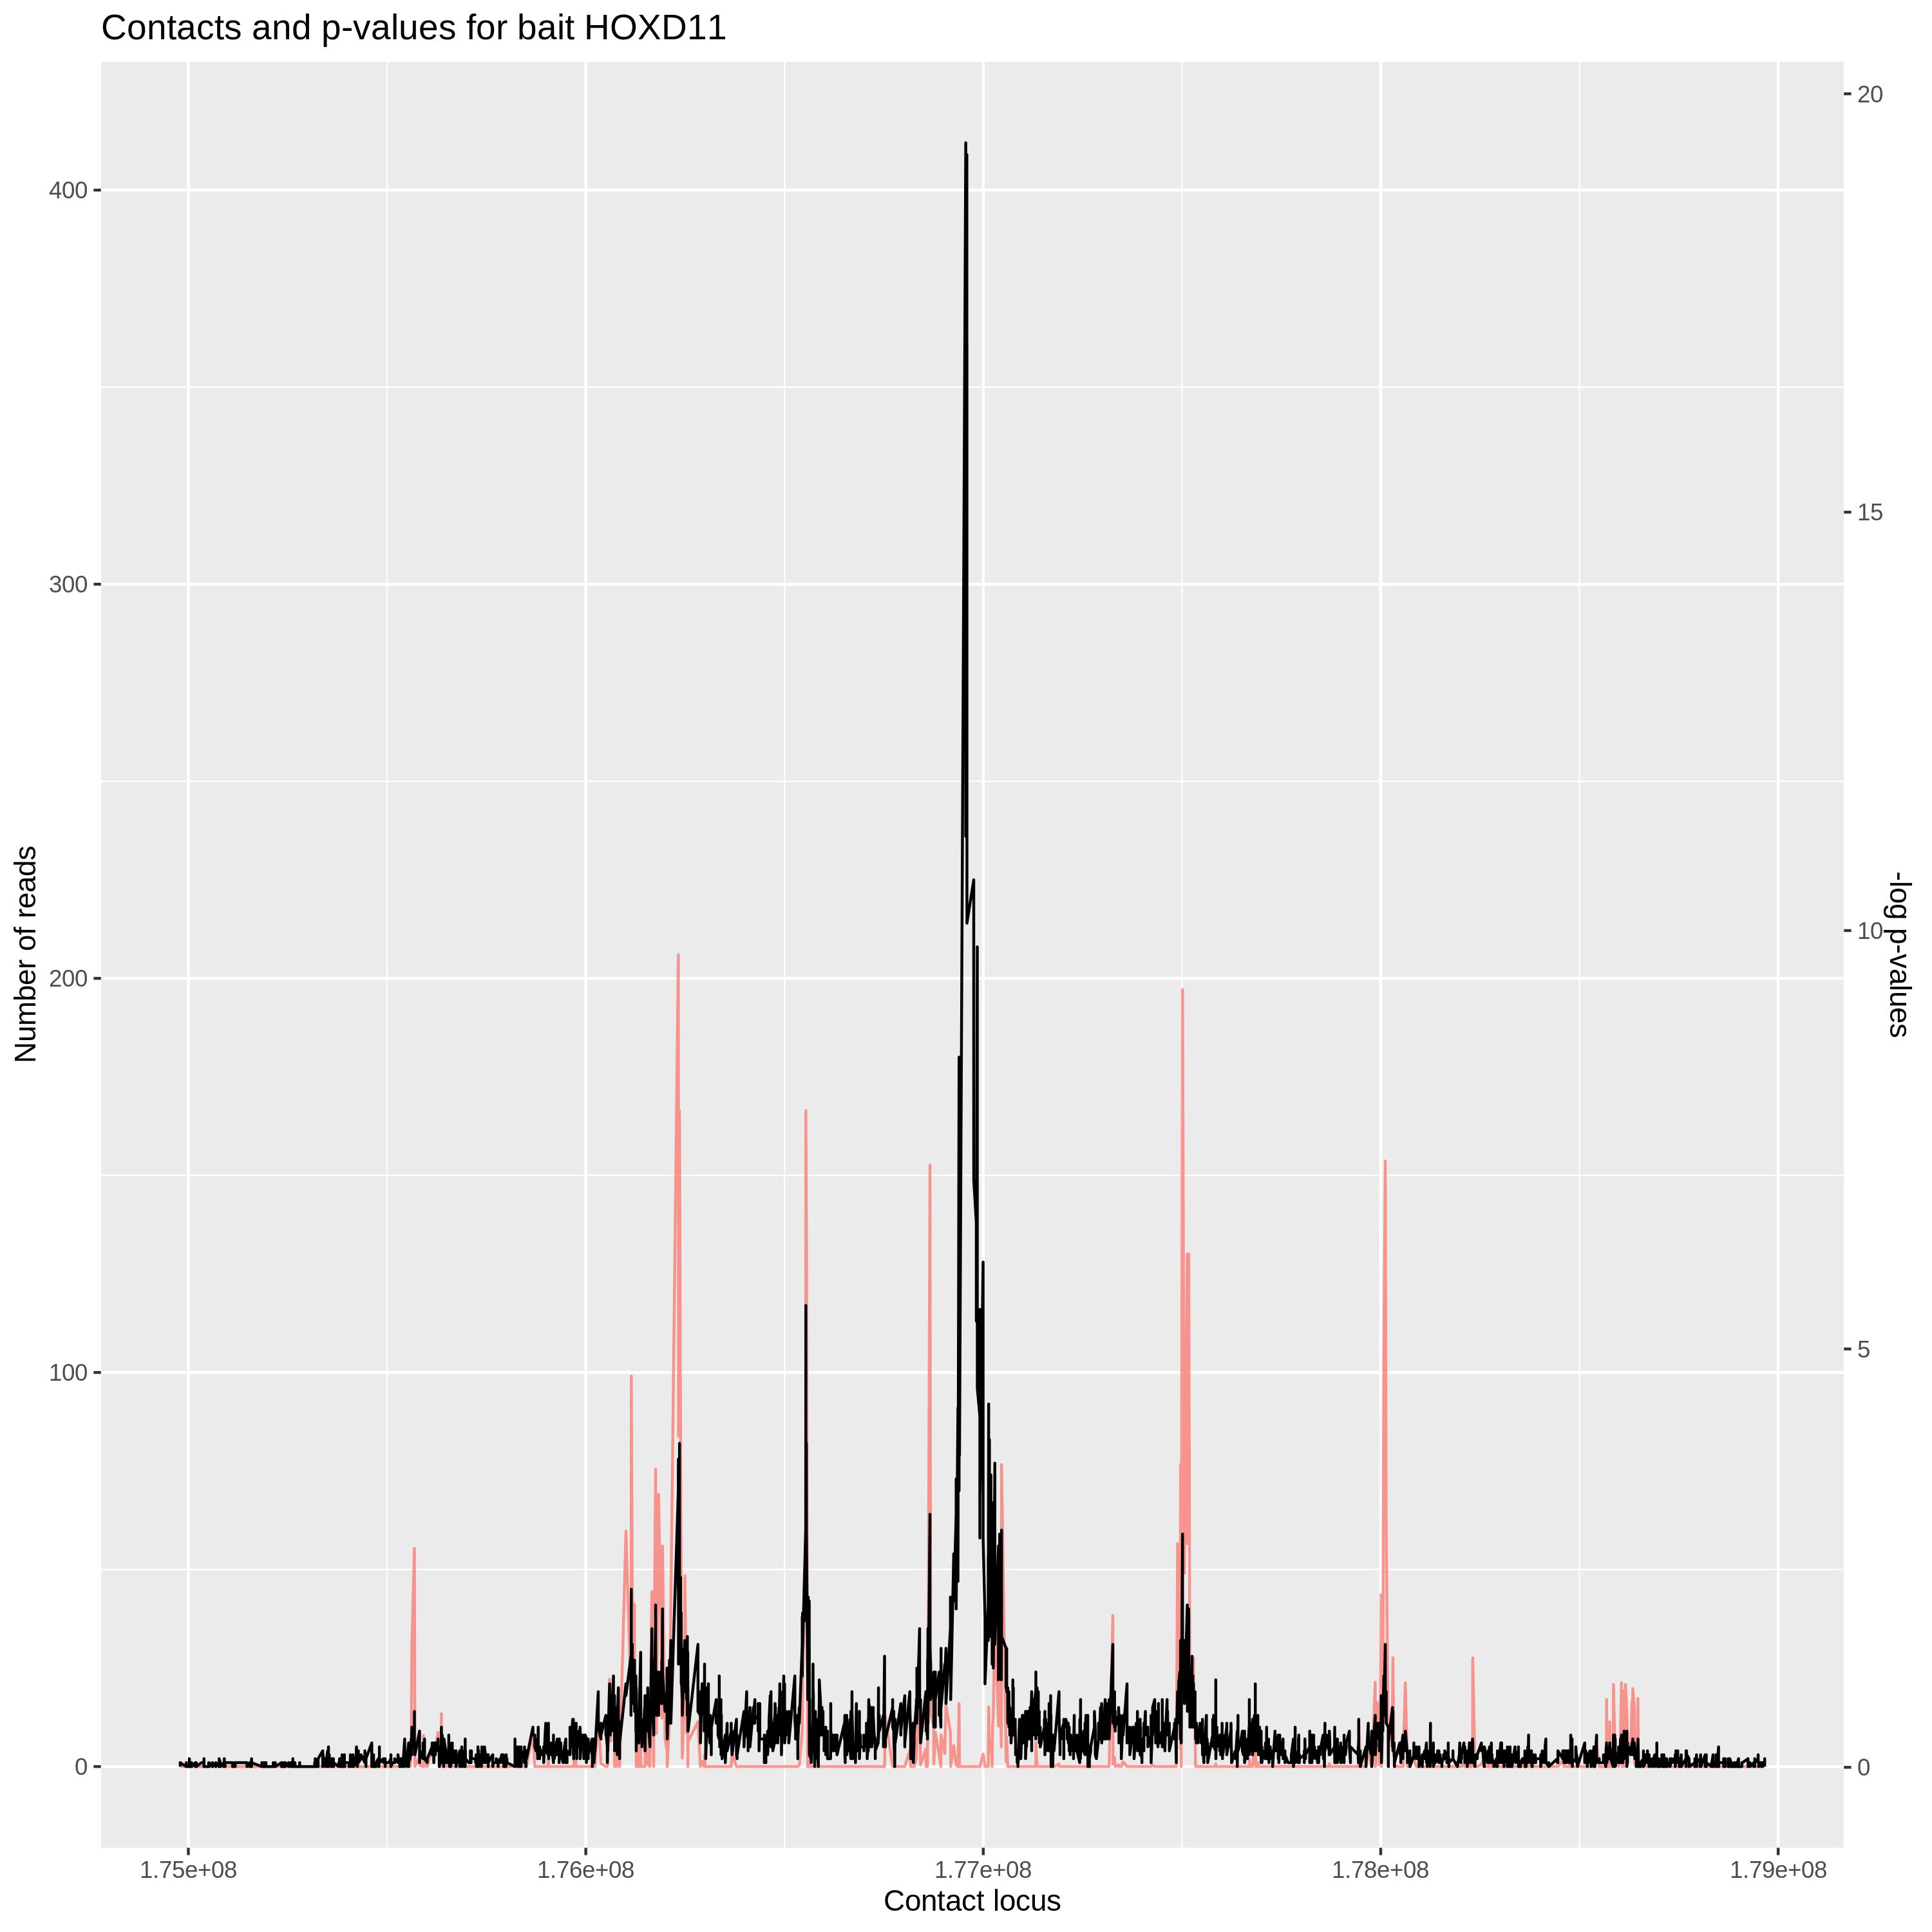 Contacts and p-values for bait HOXD11
Number of reads
400
300
200
100
0
20
15
10
5
0
-log p-values
1.75e+08
1.76e+08
1.77e+08
1.78e+08
1.79e+08
Contact locus